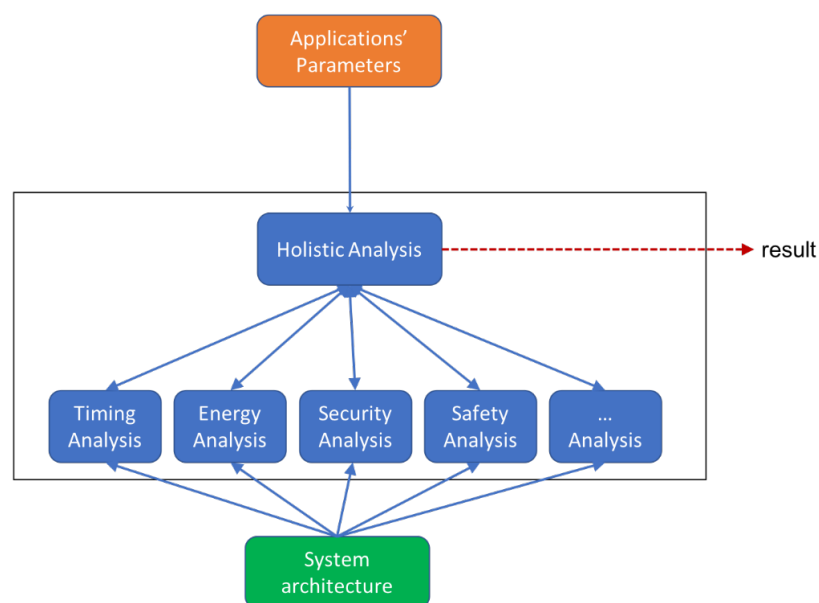 Applications’
Parameters
Holistic Analysis
result
Timing
Analysis
Energy
Analysis
Security
Analysis
Safety
Analysis
...
Analysis
System
architecture